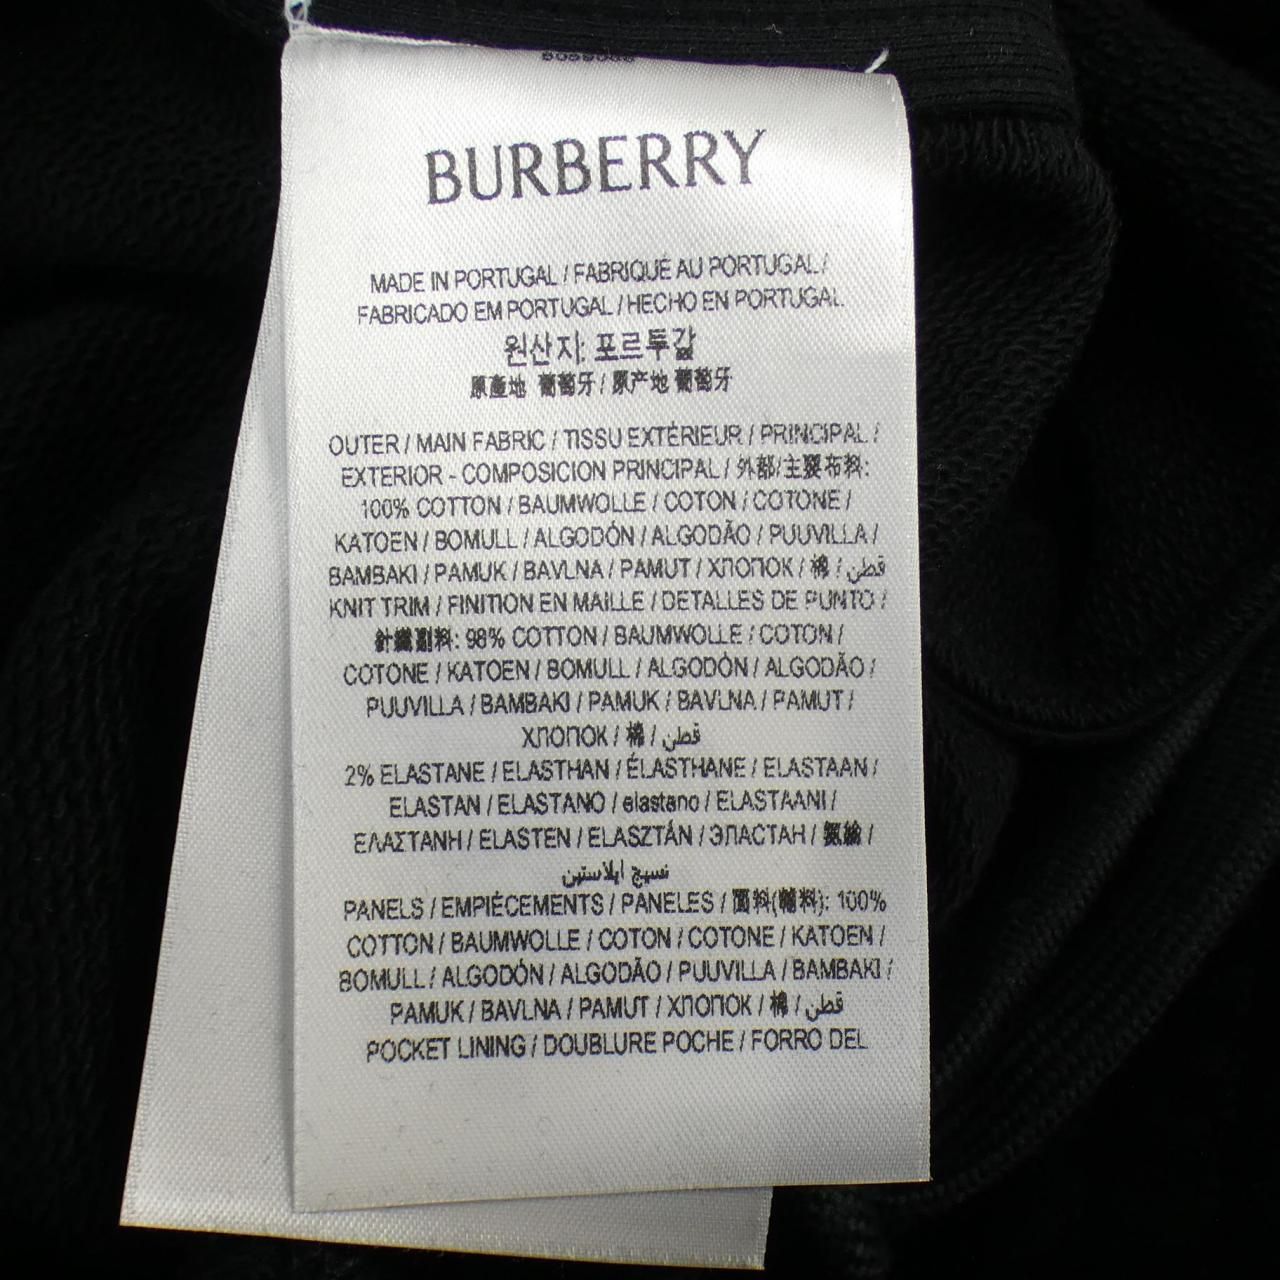 BURBERRY
MADE IN PORTUGAL / FABRIQUÉ AU PORTUGAL /
FABRICADO EM PORTUGAL / HECHO EN PORTUGAL
원산지: 포르투갈
原產地 葡萄牙 / 原产地 葡萄牙
OUTER / MAIN FABRIC / TISSU EXTÉRIEUR / PRINCIPAL /
EXTERIOR - COMPOSICION PRINCIPAL / 外部/主要布料:
100% COTTON / BAUMWOLLE / COTON / COTONE /
KATOEN / BOMULL / ALGODÓN / ALGODÃO / PUUVILLA /
BAMBAKI / PAMUK / BAVLNA / PAMUT / ХЛОПОК / 棉 / قطن
KNIT TRIM / FINITION EN MAILLE / DETALLES DE PUNTO /
針織副料: 98% COTTON / BAUMWOLLE / COTON /
COTONE / KATOEN / BOMULL / ALGODÓN / ALGODÃO /
PUUVILLA / BAMBAKI / PAMUK / BAVLNA / PAMUT /
ХЛОПОК / 棉 / قطن
2% ELASTANE / ELASTHAN / ÉLASTHANE / ELASTAAN /
ELASTAN / ELASTANO / elastano / ELASTAANI /
ΕΛΑΣΤΑΝΗ / ELASTEN / ELASZTÁN / ЭЛАСТАН / 氨綸 /
نسيج ايلاستين
PANELS / EMPIÈCEMENTS / PANELES / 面料(輔料): 100%
COTTON / BAUMWOLLE / COTON / COTONE / KATOEN /
BOMULL / ALGODÓN / ALGODÃO / PUUVILLA / BAMBAKI /
PAMUK / BAVLNA / PAMUT / ХЛОПОК / 棉 / قطن
POCKET LINING / DOUBLURE POCHE / FORRO DEL